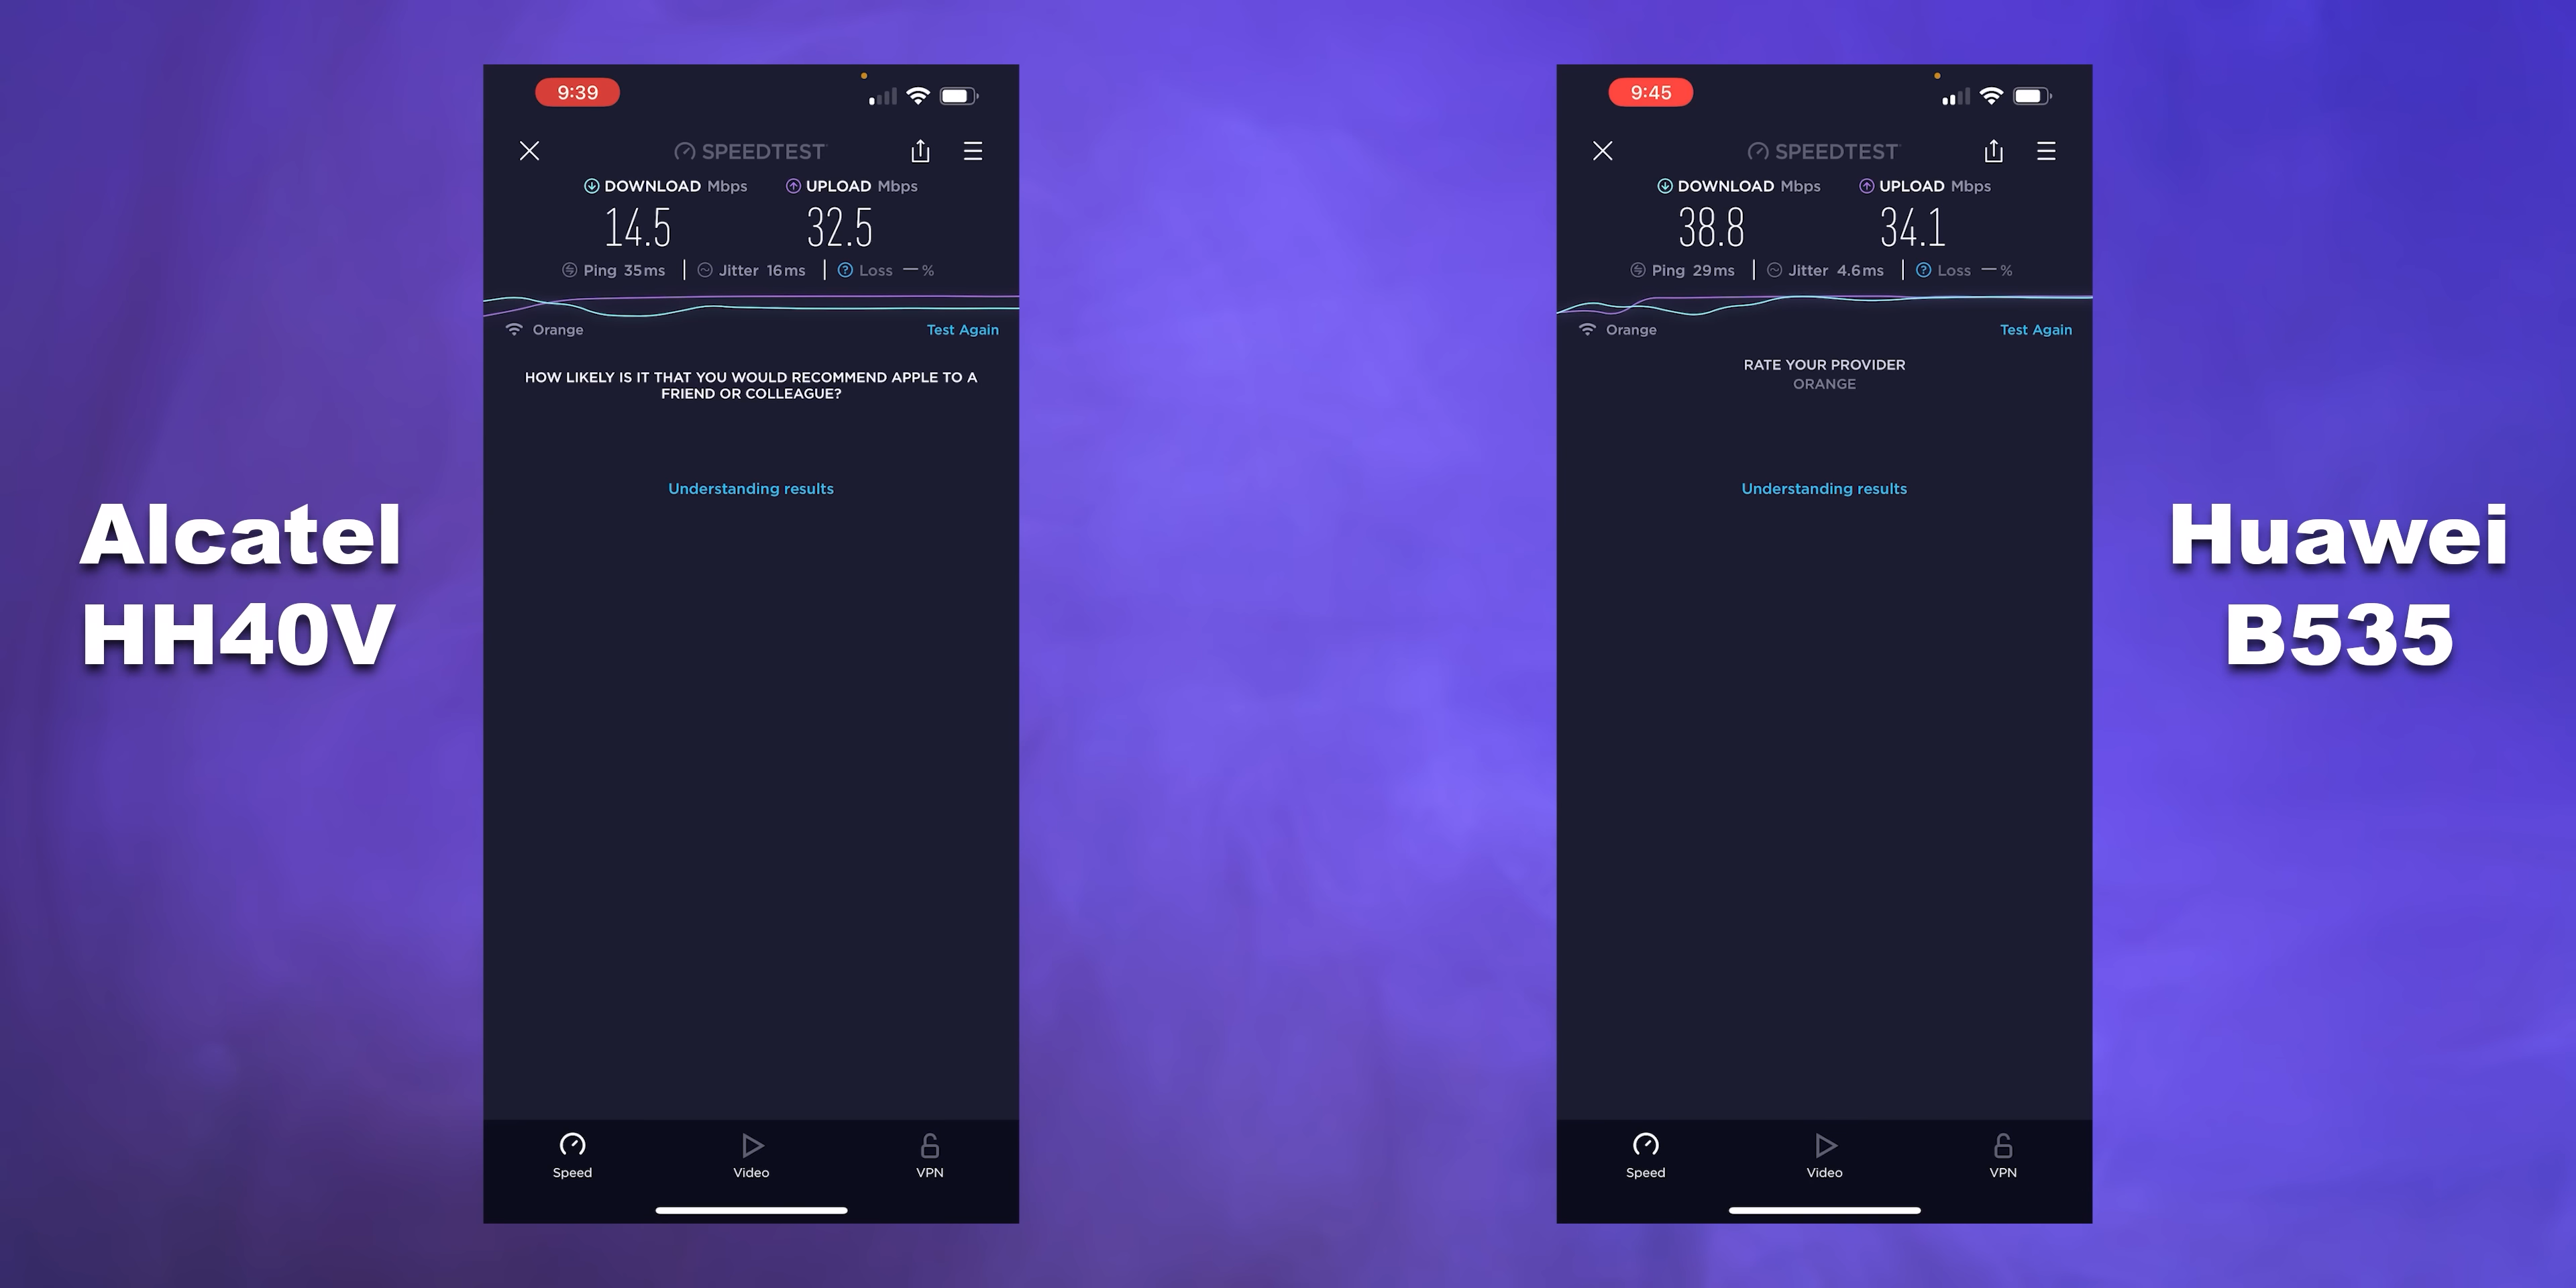 Alcatel
HH40V
9:39
SPEEDTEST
DOWNLOAD Mbps UPLOAD Mbps
14.5 32.5
Ping 35ms Jitter 16ms Loss —%
Orange Test Again
HOW LIKELY IS IT THAT YOU WOULD RECOMMEND APPLE TO A
FRIEND OR COLLEAGUE?
Understanding results
Speed Video VPN
9:45
SPEEDTEST
DOWNLOAD Mbps UPLOAD Mbps
38.8 34.1
Ping 29ms Jitter 4.6ms Loss —%
Orange Test Again
RATE YOUR PROVIDER
ORANGE
Understanding results
Speed Video VPN
Huawei
B535